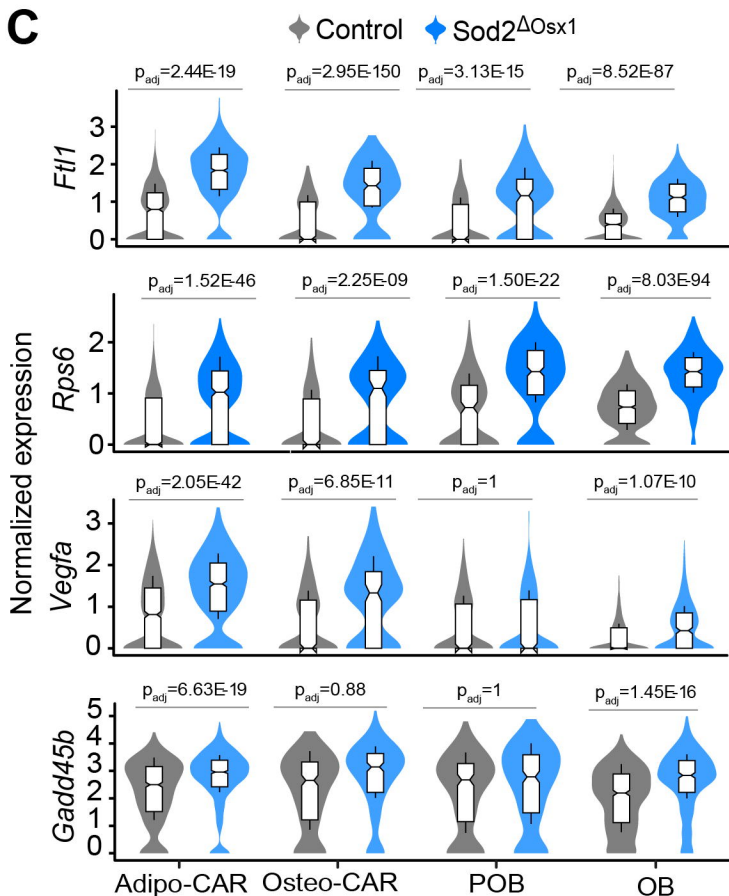 C
Control Sod2ΔOsx1
padj=2.44E-19 padj=2.95E-150 padj=3.13E-15 padj=8.52E-87
Ftl1
3
2
1
0
padj=1.52E-46 padj=2.25E-09 padj=1.50E-22 padj=8.03E-94
Rps6
2
1
0
Normalized expression
padj=2.05E-42 padj=6.85E-11 padj=1 padj=1.07E-10
Vegfa
3
2
1
0
padj=6.63E-19 padj=0.88 padj=1 padj=1.45E-16
Gadd45b
5
4
3
2
1
0
Adipo-CAR Osteo-CAR POB OB